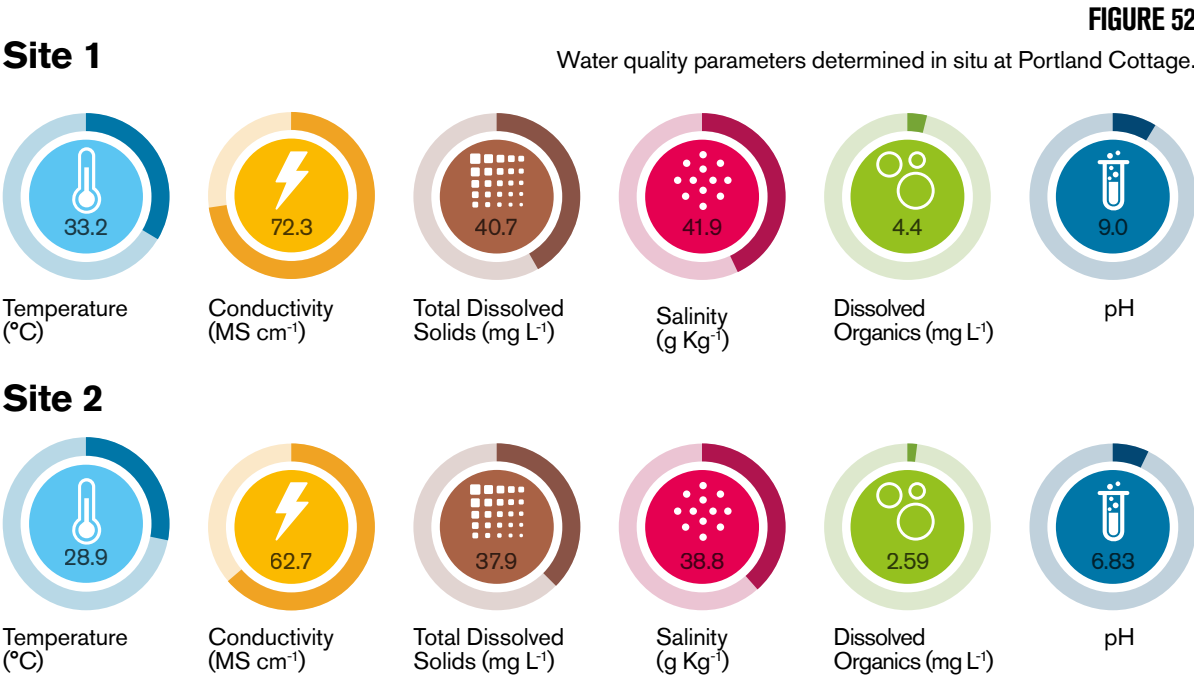 FIGURE 52
Site 1
Water quality parameters determined in situ at Portland Cottage.
33.2
72.3
40.7
41.9
4.4
9.0
Temperature
(°C)
Conductivity
(MS cm⁻¹)
Total Dissolved
Solids (mg L⁻¹)
Salinity
(g Kg⁻¹)
Dissolved
Organics (mg L⁻¹)
pH
Site 2
28.9
62.7
37.9
38.8
2.59
6.83
Temperature
(°C)
Conductivity
(MS cm⁻¹)
Total Dissolved
Solids (mg L⁻¹)
Salinity
(g Kg⁻¹)
Dissolved
Organics (mg L⁻¹)
pH